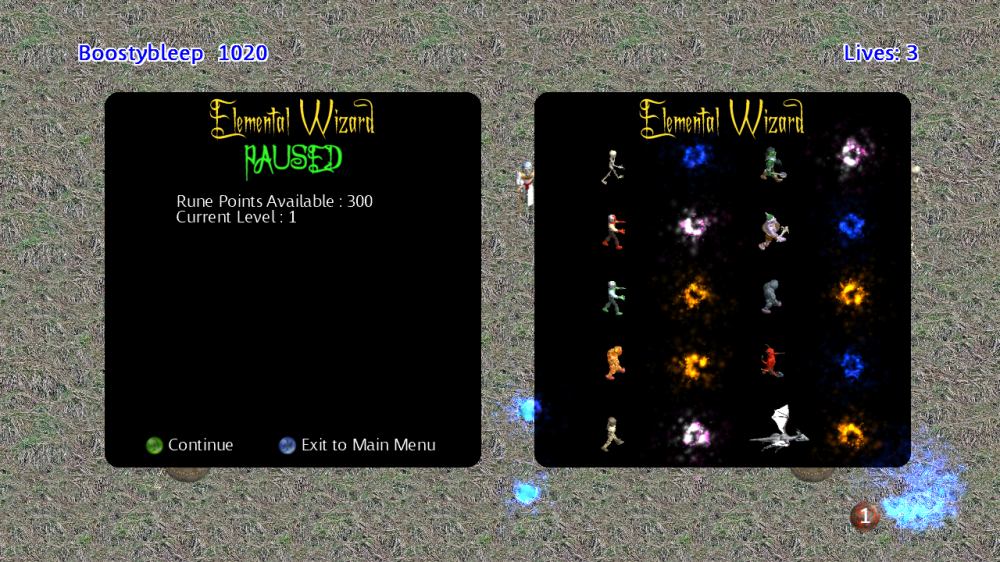 Boostybleep 1020
Lives: 3
Elemental Wizard
PAUSED
Rune Points Available : 300
Current Level : 1
Continue
Exit to Main Menu
Elemental Wizard
1